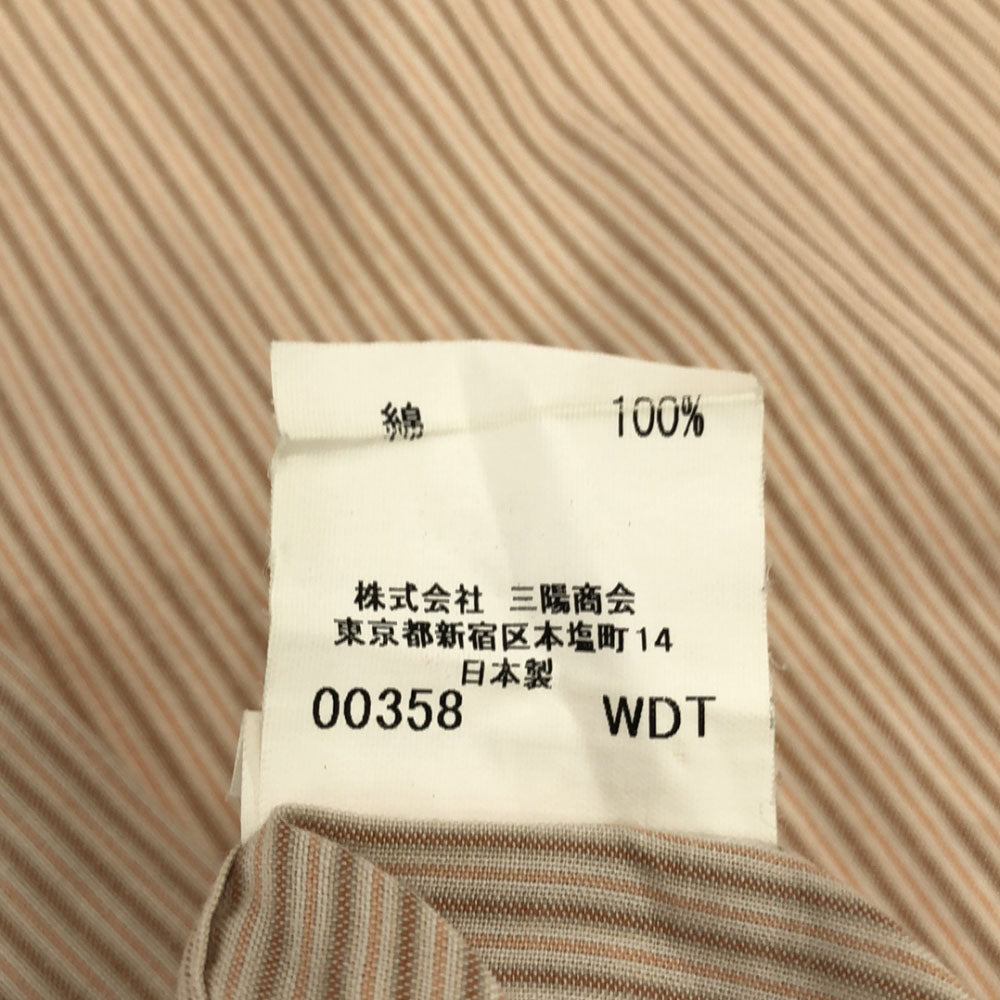 綿 100%
株式会社 三陽商会
東京都新宿区本塩町14
日本製
00358 WDT